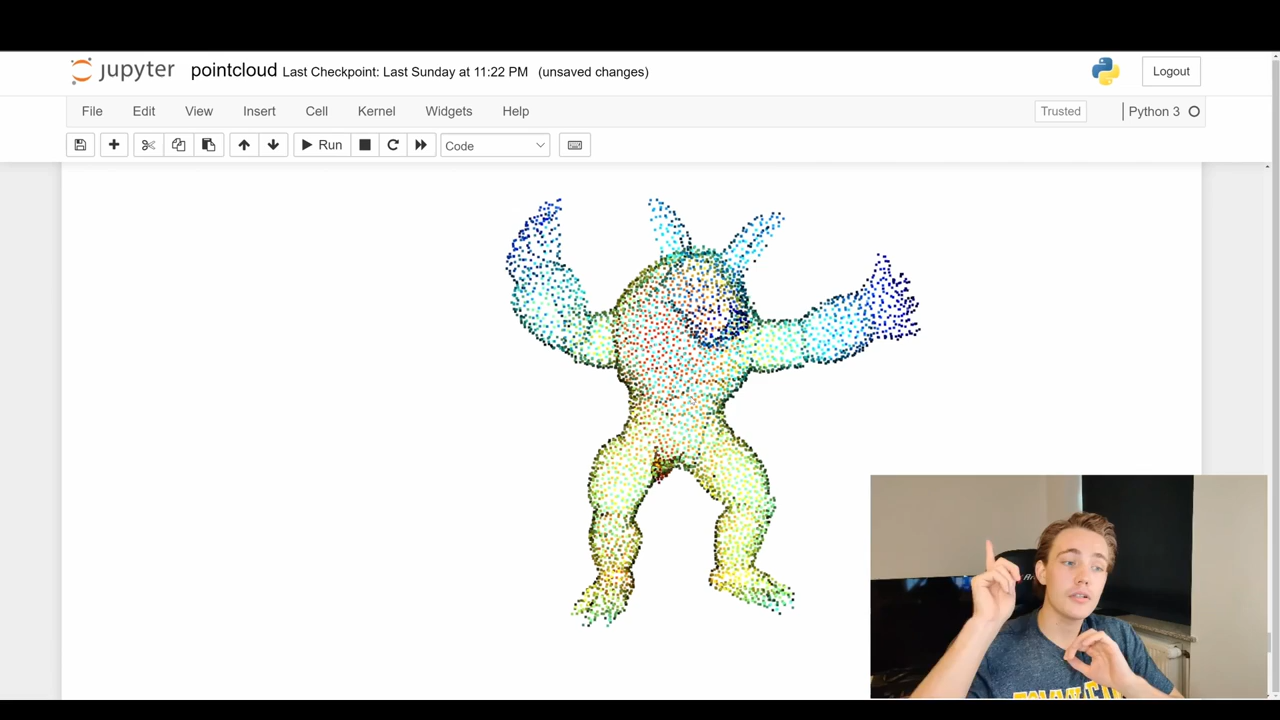 jupyter pointcloud Last Checkpoint: Last Sunday at 11:22 PM (unsaved changes) Logout
File Edit View Insert Cell Kernel Widgets Help Trusted Python 3
Run Code